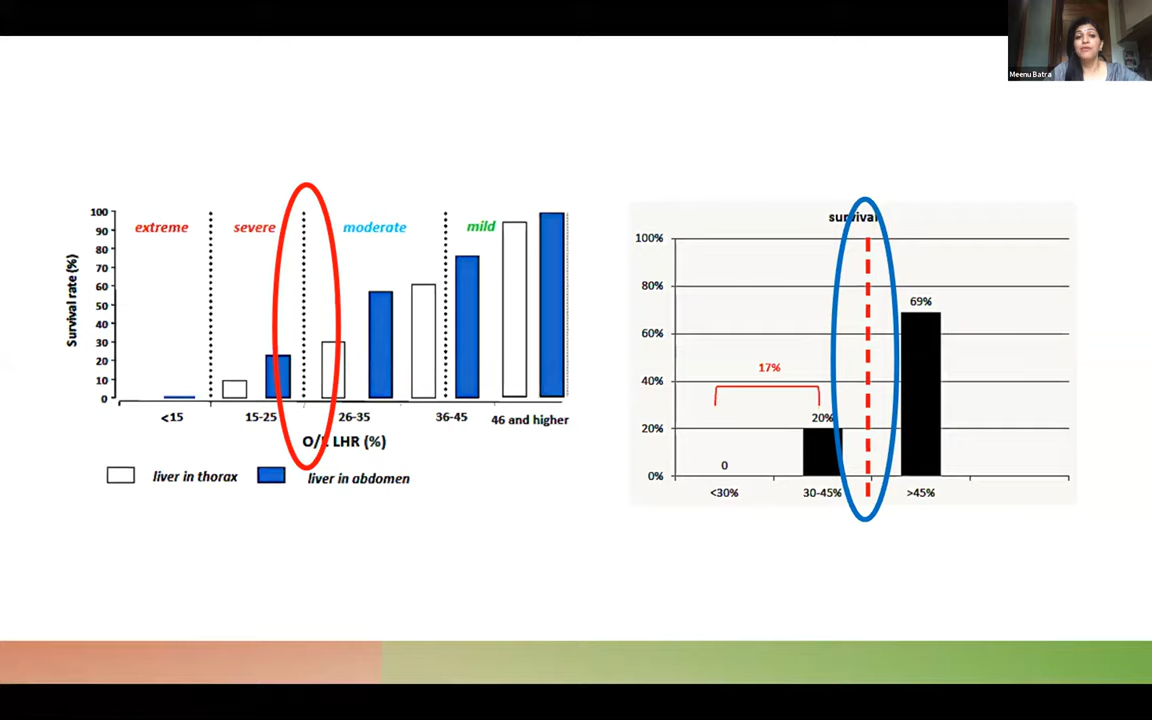 Meenu Batra
Survival rate (%)
100
90
80
70
60
50
40
30
20
10
0
extreme severe moderate mild
<15 15-25 26-35 36-45 46 and higher
O/E LHR (%)
liver in thorax liver in abdomen
survival
100%
80%
60%
40%
20%
0%
69%
17%
20%
0
<30% 30-45% >45%